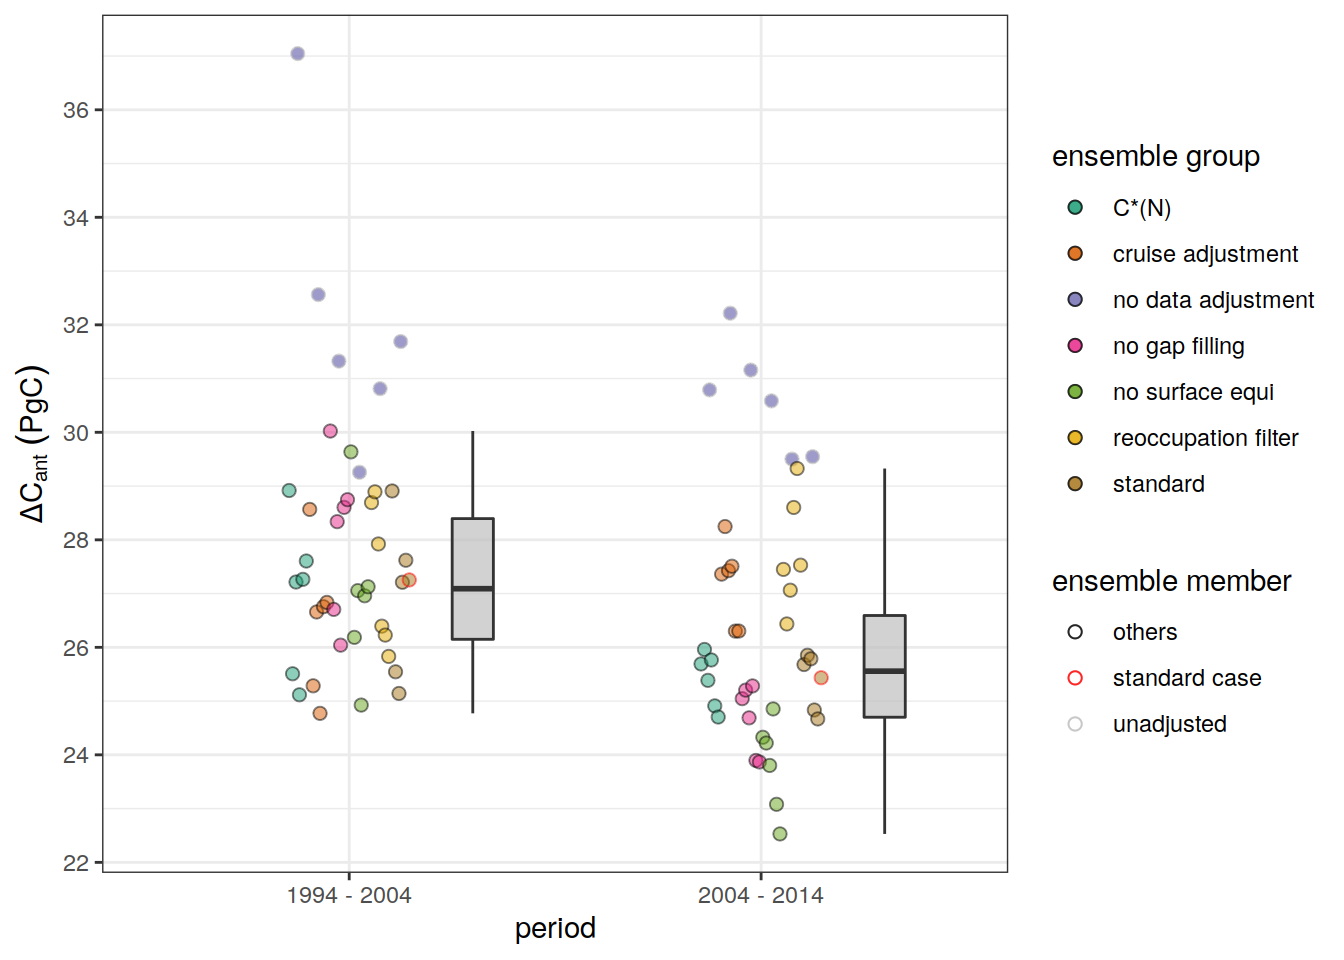 36
34
32
30
28
26
24
22
ΔCant (PgC)
1994 - 2004
2004 - 2014
period
ensemble group
C*(N)
cruise adjustment
no data adjustment
no gap filling
no surface equi
reoccupation filter
standard
ensemble member
others
standard case
unadjusted